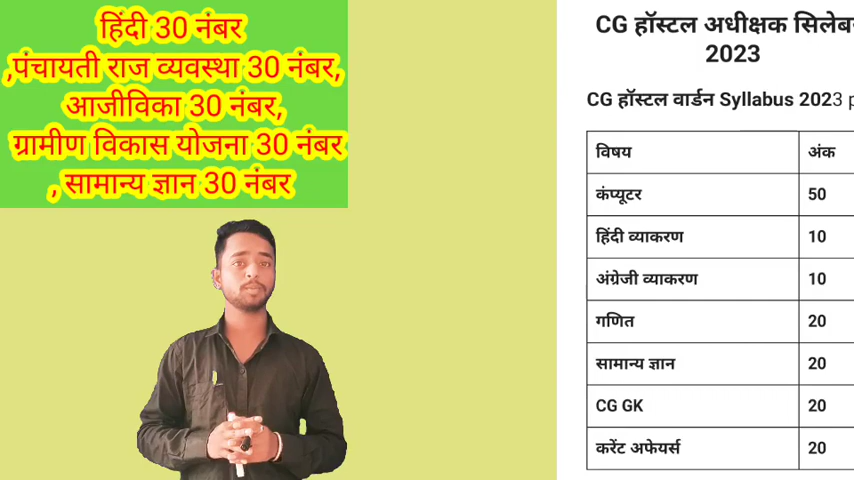 हिंदी 30 नंबर
,पंचायती राज व्यवस्था 30 नंबर,
आजीविका 30 नंबर,
ग्रामीण विकास योजना 30 नंबर
, सामान्य ज्ञान 30 नंबर
CG हॉस्टल अधीक्षक
2023
CG हॉस्टल वार्डन Syllabus 2023
विषय अंक
कंप्यूटर 50
हिंदी व्याकरण 10
अंग्रेजी व्याकरण 10
गणित 20
सामान्य ज्ञान 20
CG GK 20
करेंट अफेयर्स 20